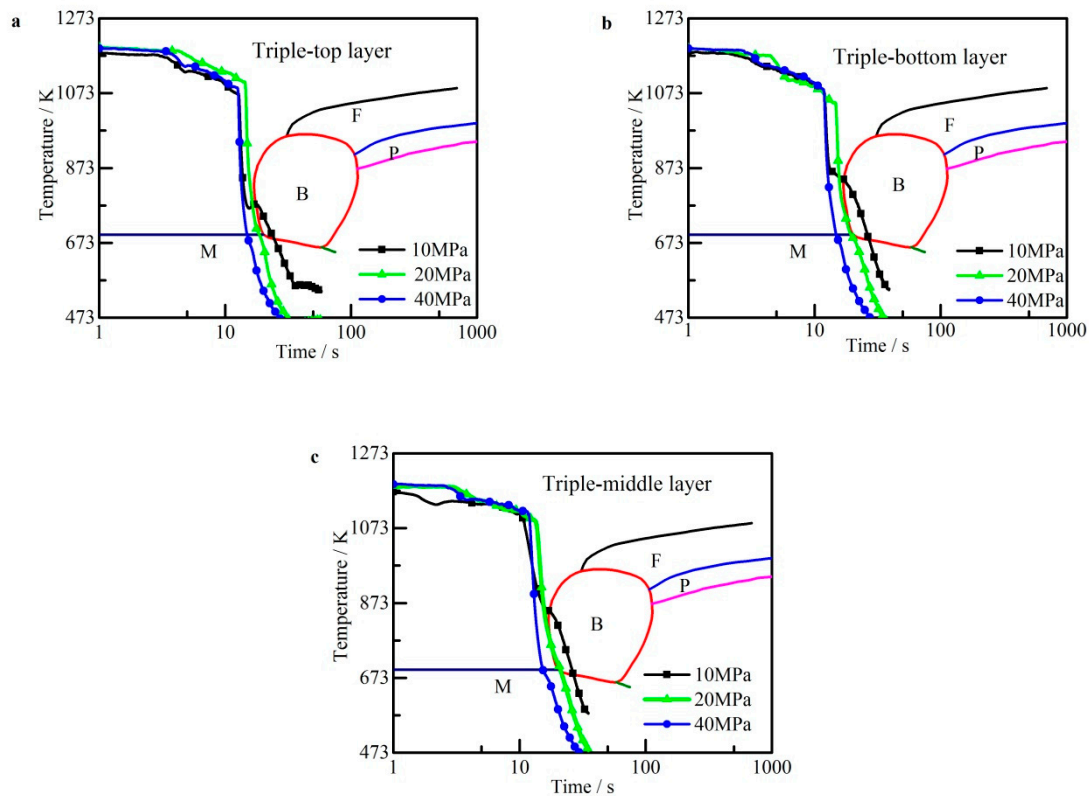 a
Triple-top layer
Temperature / K
1273
1073
873
673
473
F
P
B
M
10MPa
20MPa
40MPa
1 10 100 1000
Time / s
b
Triple-bottom layer
Temperature / K
1273
1073
873
673
473
F
P
B
M
10MPa
20MPa
40MPa
1 10 100 1000
Time / s
c
Triple-middle layer
Temperature / K
1273
1073
873
673
473
F
P
B
M
10MPa
20MPa
40MPa
1 10 100 1000
Time / s